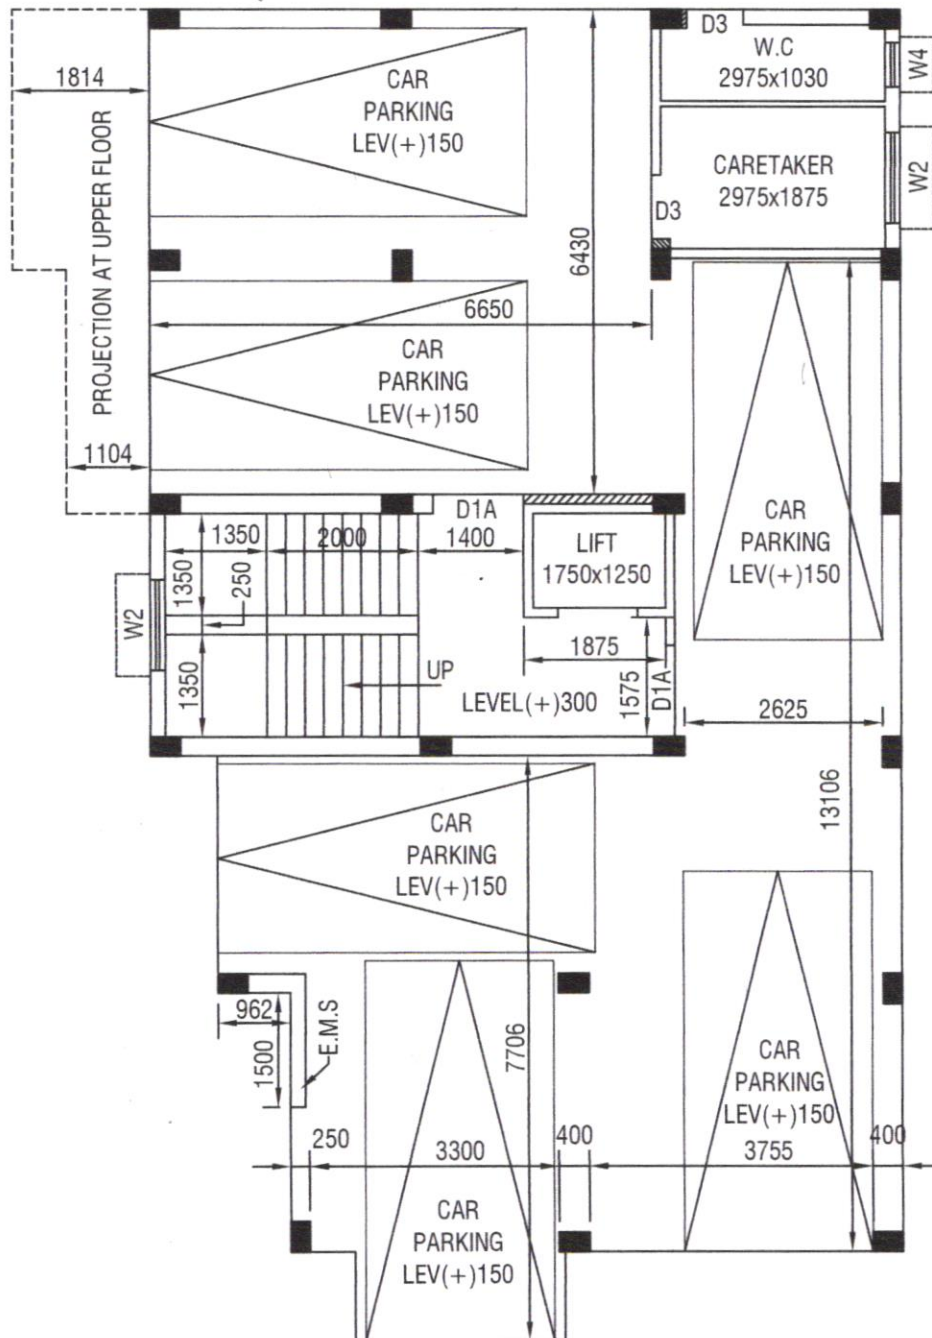 D3
W.C
2975x1030
W4
1814
CAR
PARKING
LEV(+)150
CARETAKER
2975x1875
W2
D3
PROJECTION AT UPPER FLOOR
6430
6650
CAR
PARKING
LEV(+)150
1104
D1A
1350
2000
1400
LIFT
1750x1250
CAR
PARKING
LEV(+)150
1350
250
W2
1875
1350
UP
LEVEL(+)300
1575
D1A
2625
13106
CAR
PARKING
LEV(+)150
962
1500
E.M.S
7706
CAR
PARKING
LEV(+)150
250
3300
400
3755
400
CAR
PARKING
LEV(+)150